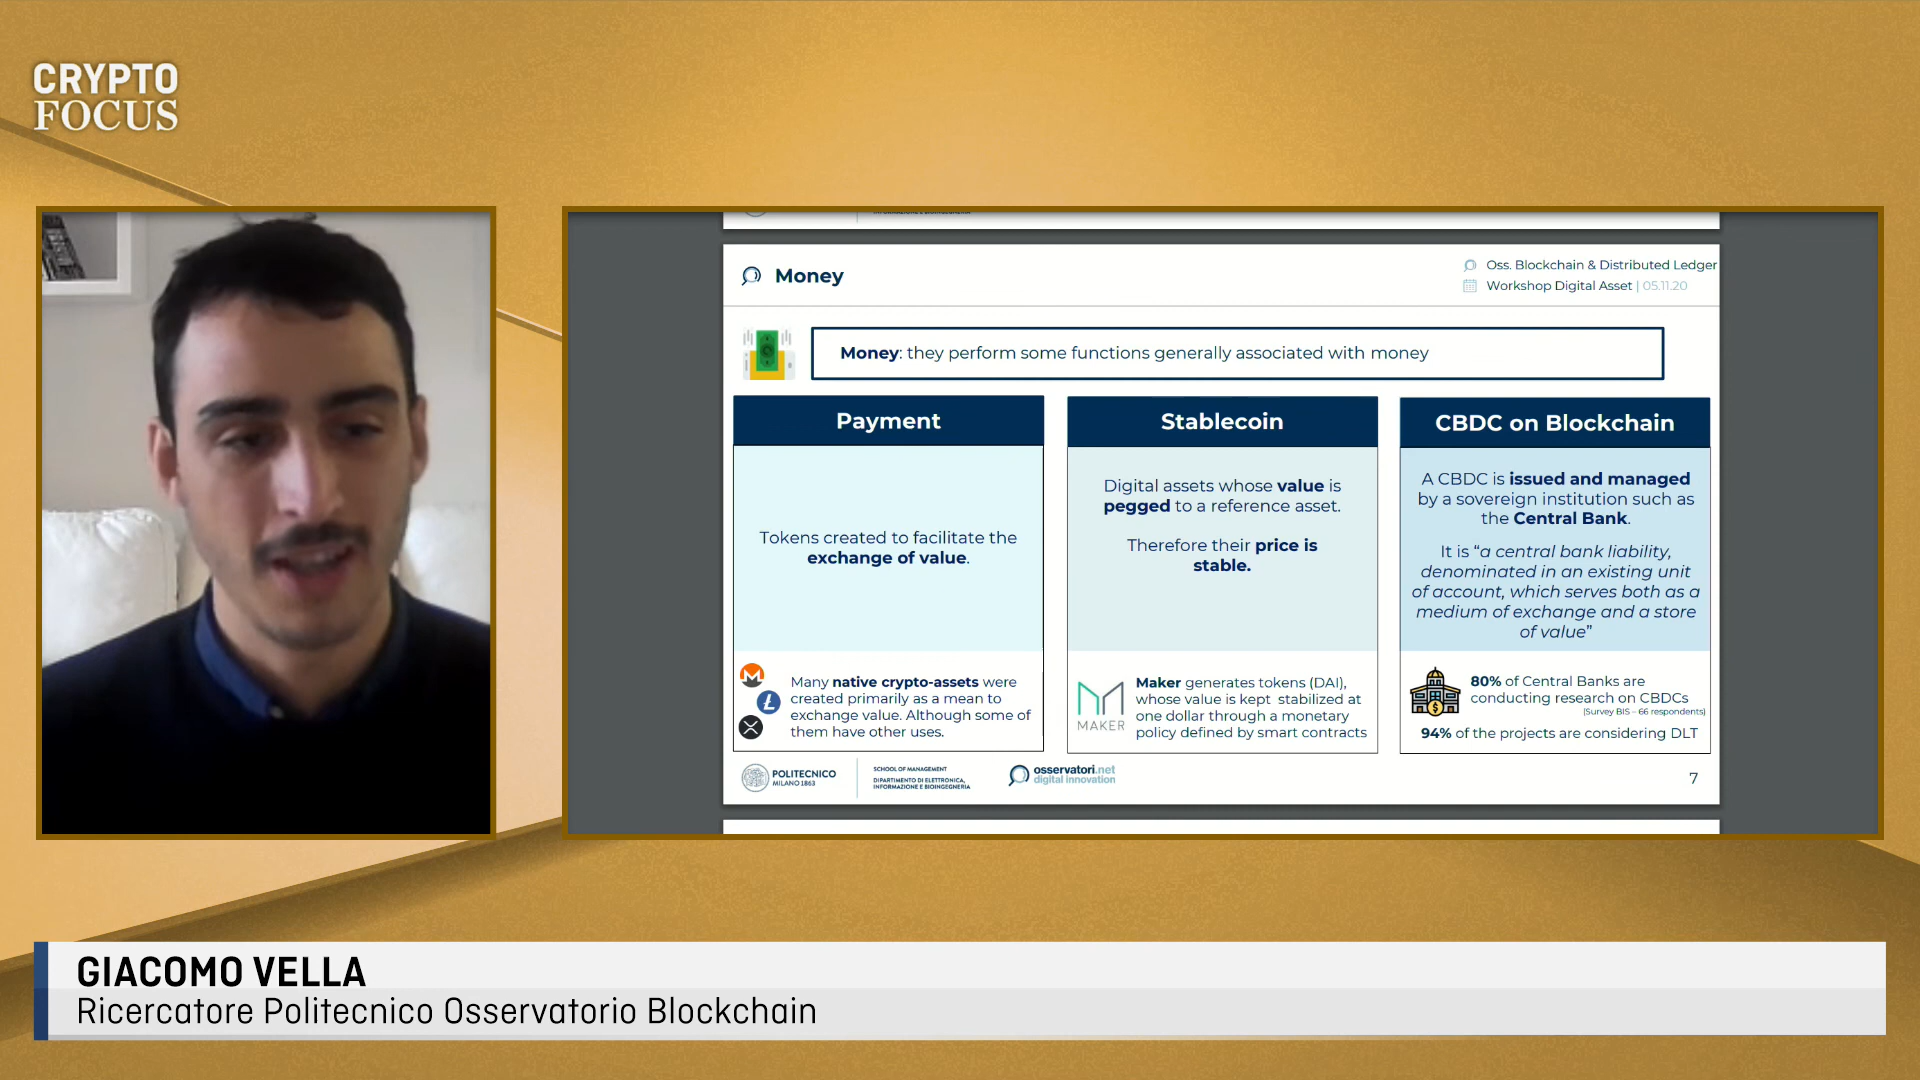 CRYPTO
FOCUS
Money
Oss. Blockchain & Distributed Ledger
Workshop Digital Asset | 05.11.20
Money: they perform some functions generally associated with money
Payment
Tokens created to facilitate the
exchange of value.
Many native crypto-assets were
created primarily as a mean to
exchange value. Although some of
them have other uses.
Stablecoin
Digital assets whose value is
pegged to a reference asset.
Therefore their price is
stable.
MAKER
Maker generates tokens (DAI),
whose value is kept stabilized at
one dollar through a monetary
policy defined by smart contracts
CBDC on Blockchain
A CBDC is issued and managed
by a sovereign institution such as
the Central Bank.
It is “a central bank liability,
denominated in an existing unit
of account, which serves both as a
medium of exchange and a store
of value”
80% of Central Banks are
conducting research on CBDCs
(Survey BIS – 66 respondents)
94% of the projects are considering DLT
POLITECNICO
MILANO 1863
SCHOOL OF MANAGEMENT
DIPARTIMENTO DI ELETTRONICA,
INFORMAZIONE E BIOINGEGNERIA
osservatori.net
digital innovation
7
GIACOMO VELLA
Ricercatore Politecnico Osservatorio Blockchain